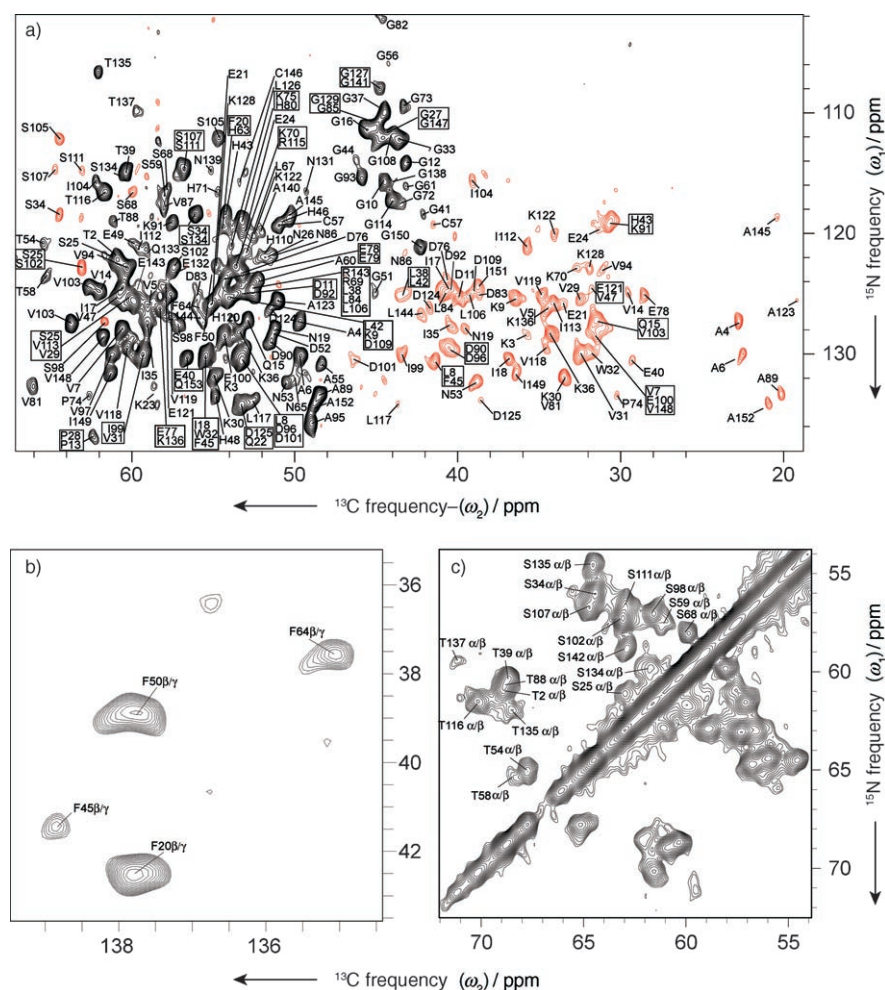 a)
G82
T135
G56
E21
C146
L126
K75
H80
G127
G141
K128
T137
F20
H63
E24
G37
G129
G85
G73
S105
S107
S111
S105
K70
R115
G16
G27
G147
H43
T39
S68
S111
S134
S59
N139
L67
K122
N131
G44
G108
G33
S107
G12
I104
G93
G138
H71
A140
G10
G61
I104
T116
S68
V87
A145
G72
S34
H46
G114
G41
C57
K122
H43
K91
T88
K91
S34
S134
C57
T2
E49
I112
H110
N26
N86
D76
G150
D76
D92
I112
E24
A145
T54
S25
Q133
E78
E79
N86
I17
D109
K128
V94
E143
S102
L38
L42
D11
I151
K70
V94
S25
S102
E132
R143
R69
L38
L84
L106
G51
V119
V29
T58
V14
V5
D83
D11
D92
D83
E121
V47
V14
E78
V103
I17
V47
F64
L144
H120
A123
D124
L84
L106
K9
K136
V5
E21
A123
D124
L144
I113
Q15
V103
S25
V113
V29
S98
F50
A4
L42
K9
D109
I35
N19
K3
A4
N19
S98
D52
V118
W32
A6
V148
I35
D90
D90
D96
V7
E40
Q153
E100
K36
Q15
D101
I99
I18
E40
K3
A6
A55
L8
F45
I149
K36
V7
E100
V148
V81
P74
K23
V119
N65
A89
N53
K30
V81
V31
P74
A89
V97
E121
K30
L117
A152
L117
D125
A152
I149
V118
I99
V31
E77
K136
I18
W32
F45
H48
D125
Q22
L8
D96
D101
A95
P28
P13
110
120
130
¹⁵N frequency (ω₁) / ppm
60 50 40 30 20
¹³C frequency–(ω₂) / ppm
b)
36
F64β/γ
F50β/γ
40
F45β/γ
F20β/γ
42
138 136
c)
S135 α/β
S34 α/β
S111 α/β
S98 α/β
S59 α/β
S107 α/β
S68 α/β
S102 α/β
T137 α/β
S142 α/β
T39 α/β
S134 α/β
T88 α/β
S25 α/β
T2 α/β
T116 α/β
T135 α/β
T54 α/β
T58 α/β
55
60
65
70
¹⁵N frequency (ω₁) / ppm
70 65 60 55
¹³C frequency (ω₂) / ppm